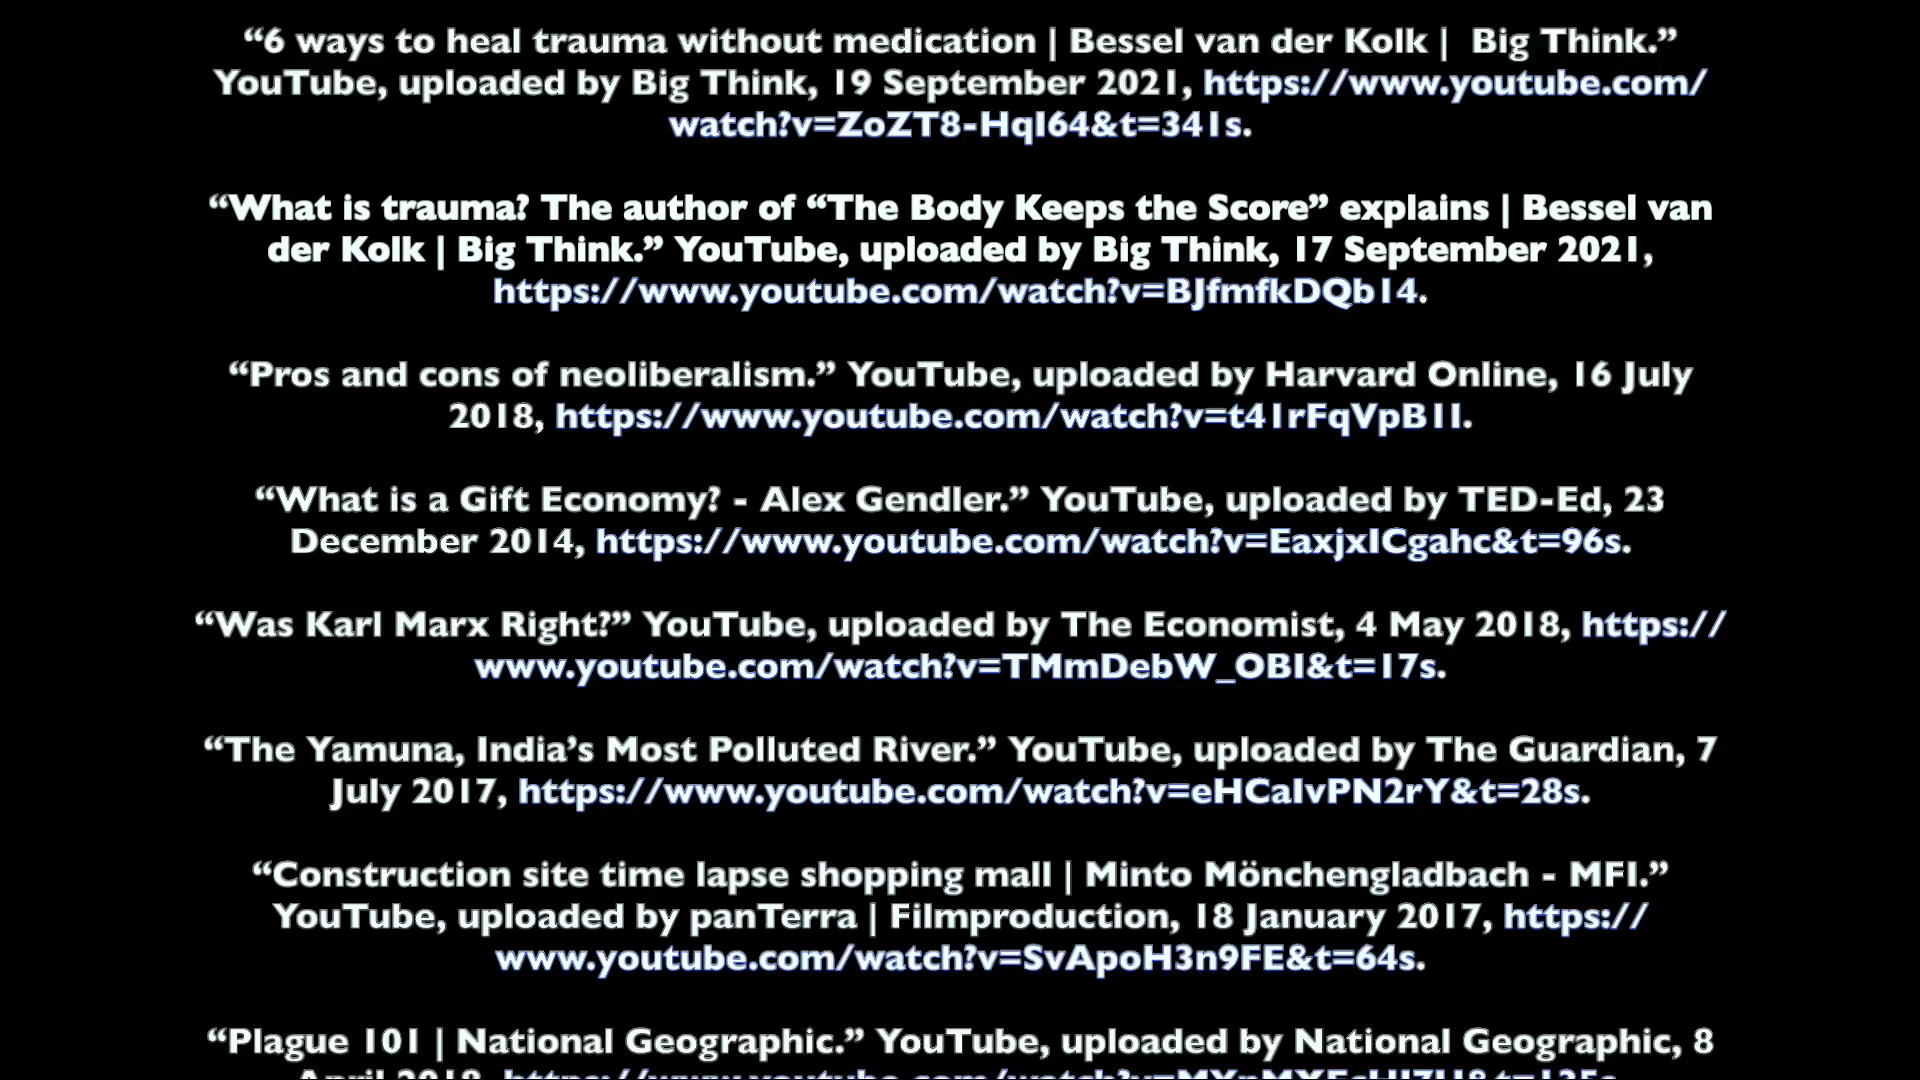 “6 ways to heal trauma without medication | Bessel van der Kolk |  Big Think.”
YouTube, uploaded by Big Think, 19 September 2021, https://www.youtube.com/
watch?v=ZoZT8-HqI64&t=341s.
“What is trauma? The author of “The Body Keeps the Score” explains | Bessel van
der Kolk | Big Think.” YouTube, uploaded by Big Think, 17 September 2021,
https://www.youtube.com/watch?v=BJfmfkDQb14.
“Pros and cons of neoliberalism.” YouTube, uploaded by Harvard Online, 16 July
2018, https://www.youtube.com/watch?v=t41rFqVpB1I.
“What is a Gift Economy? - Alex Gendler.” YouTube, uploaded by TED-Ed, 23
December 2014, https://www.youtube.com/watch?v=EaxjxICgahc&t=96s.
“Was Karl Marx Right?” YouTube, uploaded by The Economist, 4 May 2018, https://
www.youtube.com/watch?v=TMmDebW_OBI&t=17s.
“The Yamuna, India’s Most Polluted River.” YouTube, uploaded by The Guardian, 7
July 2017, https://www.youtube.com/watch?v=eHCaIvPN2rY&t=28s.
“Construction site time lapse shopping mall | Minto Mönchengladbach - MFI.”
YouTube, uploaded by panTerra | Filmproduction, 18 January 2017, https://
www.youtube.com/watch?v=SvApoH3n9FE&t=64s.
“Plague 101 | National Geographic.” YouTube, uploaded by National Geographic, 8
April 2018,